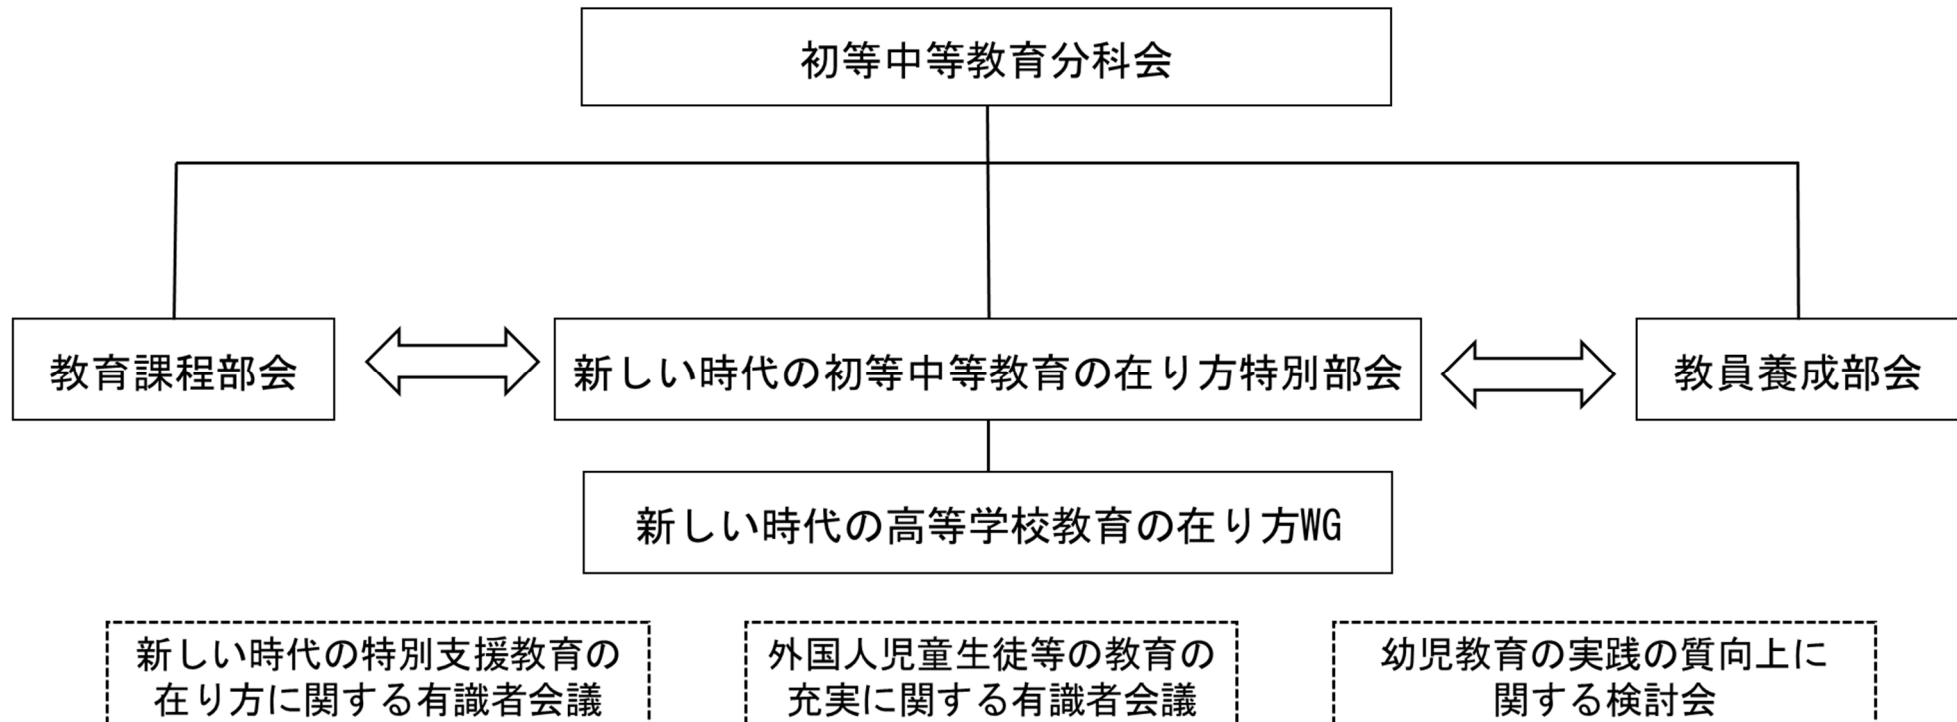 初等中等教育分科会
教育課程部会
新しい時代の初等中等教育の在り方特別部会
教員養成部会
新しい時代の高等学校教育の在り方WG
新しい時代の特別支援教育の
在り方に関する有識者会議
外国人児童生徒等の教育の
充実に関する有識者会議
幼児教育の実践の質向上に
関する検討会